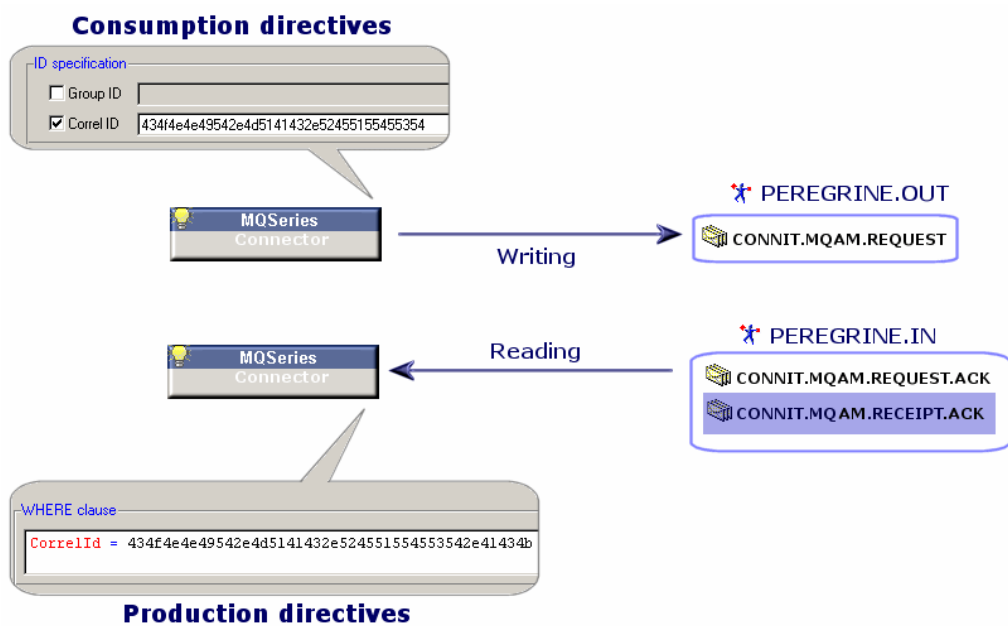 Consumption directives
ID specification
Group ID
Correl ID 434f4e4e49542e4d5141432e52455155455354
MQSeries
Connector
Writing
PEREGRINE.OUT
CONNIT.MQAM.REQUEST
MQSeries
Connector
Reading
PEREGRINE.IN
CONNIT.MQAM.REQUEST.ACK
CONNIT.MQAM.RECEIPT.ACK
WHERE clause
CorrelId = 434f4e4e49542e4d5141432e524551554553542e41434b
Production directives